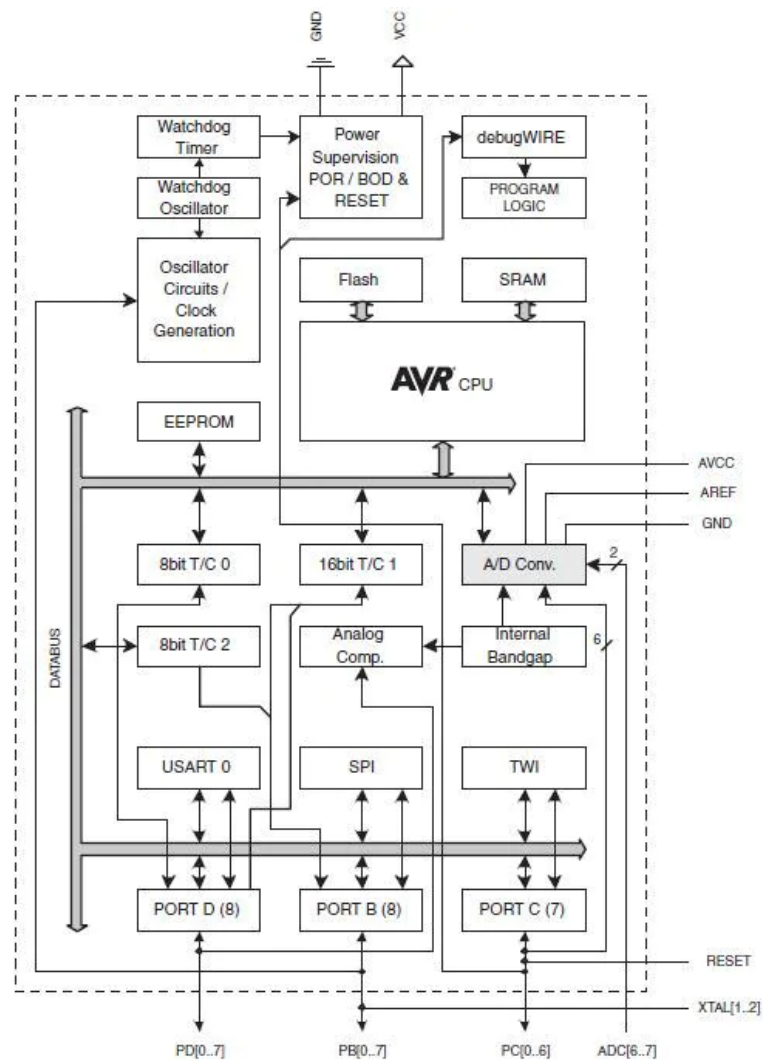 GND
VCC
Watchdog
Timer
Power
Supervision
POR / BOD &
RESET
debugWIRE
Watchdog
Oscillator
PROGRAM
LOGIC
Oscillator
Circuits /
Clock
Generation
Flash
SRAM
AVR CPU
EEPROM
AVCC
AREF
GND
8bit T/C 0
16bit T/C 1
A/D Conv.
2
DATABUS
8bit T/C 2
Analog
Comp.
Internal
Bandgap
6
USART 0
SPI
TWI
PORT D (8)
PORT B (8)
PORT C (7)
RESET
XTAL[1..2]
PD[0..7]
PB[0..7]
PC[0..6]
ADC[6..7]